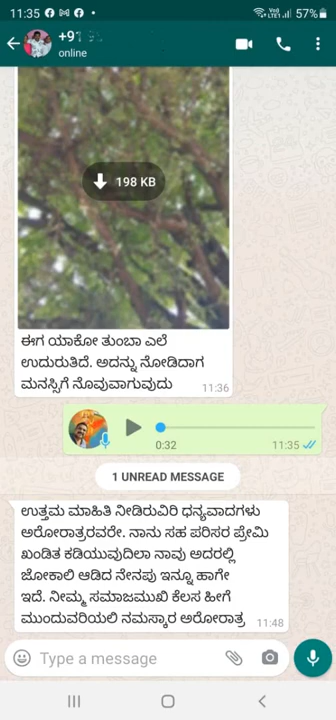 11:35
57%
+91
online
198 KB
ಈಗ ಯಾಕೋ ತುಂಬಾ ಎಲೆ
ಉದುರುತಿದೆ. ಅದನ್ನು ನೋಡಿದಾಗ
ಮನಸ್ಸಿಗೆ ನೊವುವಾಗುವುದು 11:36
0:32 11:35
1 UNREAD MESSAGE
ಉತ್ತಮ ಮಾಹಿತಿ ನೀಡಿರುವಿರಿ ಧನ್ಯವಾದಗಳು
ಅರೋರಾತ್ರರವರೇ. ನಾನು ಸಹ ಪರಿಸರ ಪ್ರೇಮಿ
ಖಂಡಿತ ಕಡಿಯುವುದಿಲಾ ನಾವು ಅದರಲ್ಲಿ
ಜೋಕಾಲಿ ಆಡಿದ ನೇನಪು ಇನ್ನೂ ಹಾಗೇ
ಇದೆ. ನೀಮ್ಮ ಸಮಾಜಮುಖಿ ಕೆಲಸ ಹೀಗೆ
ಮುಂದುವರಿಯಲಿ ನಮಸ್ಕಾರ ಅರೋರಾತ್ರ 11:48
Type a message